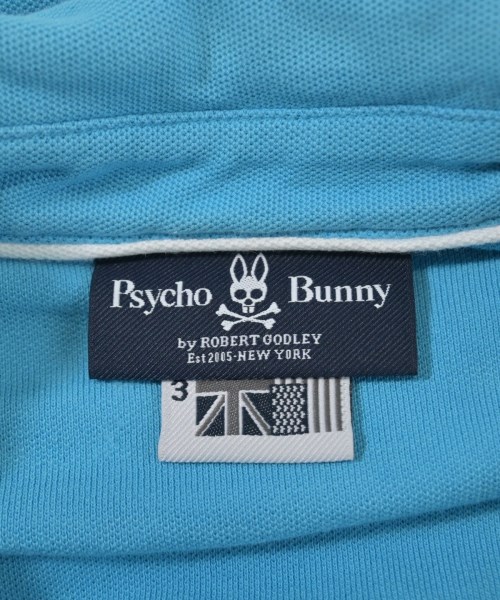 Psycho Bunny
by ROBERT GODLEY
Est 2005-NEW YORK
3